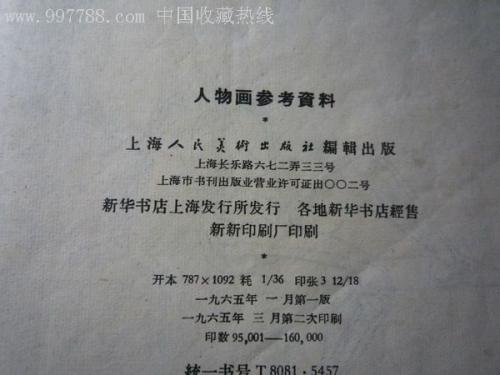 www.997788.com 中国收藏热线
人物画参考資料
*
上海人民美術出版社編輯出版
上海长乐路六七二弄三三号
上海市书刊出版业营业许可证出〇〇二号
新华书店上海发行所发行 各地新华书店經售
新新印刷厂印刷
*
开本 787×1092 耗 1/36 印张 3 12/18
一九六五年 一月第一版
一九六五年 三月第二次印刷
印数 95,001—160,000
統一书号 T 8081·5457